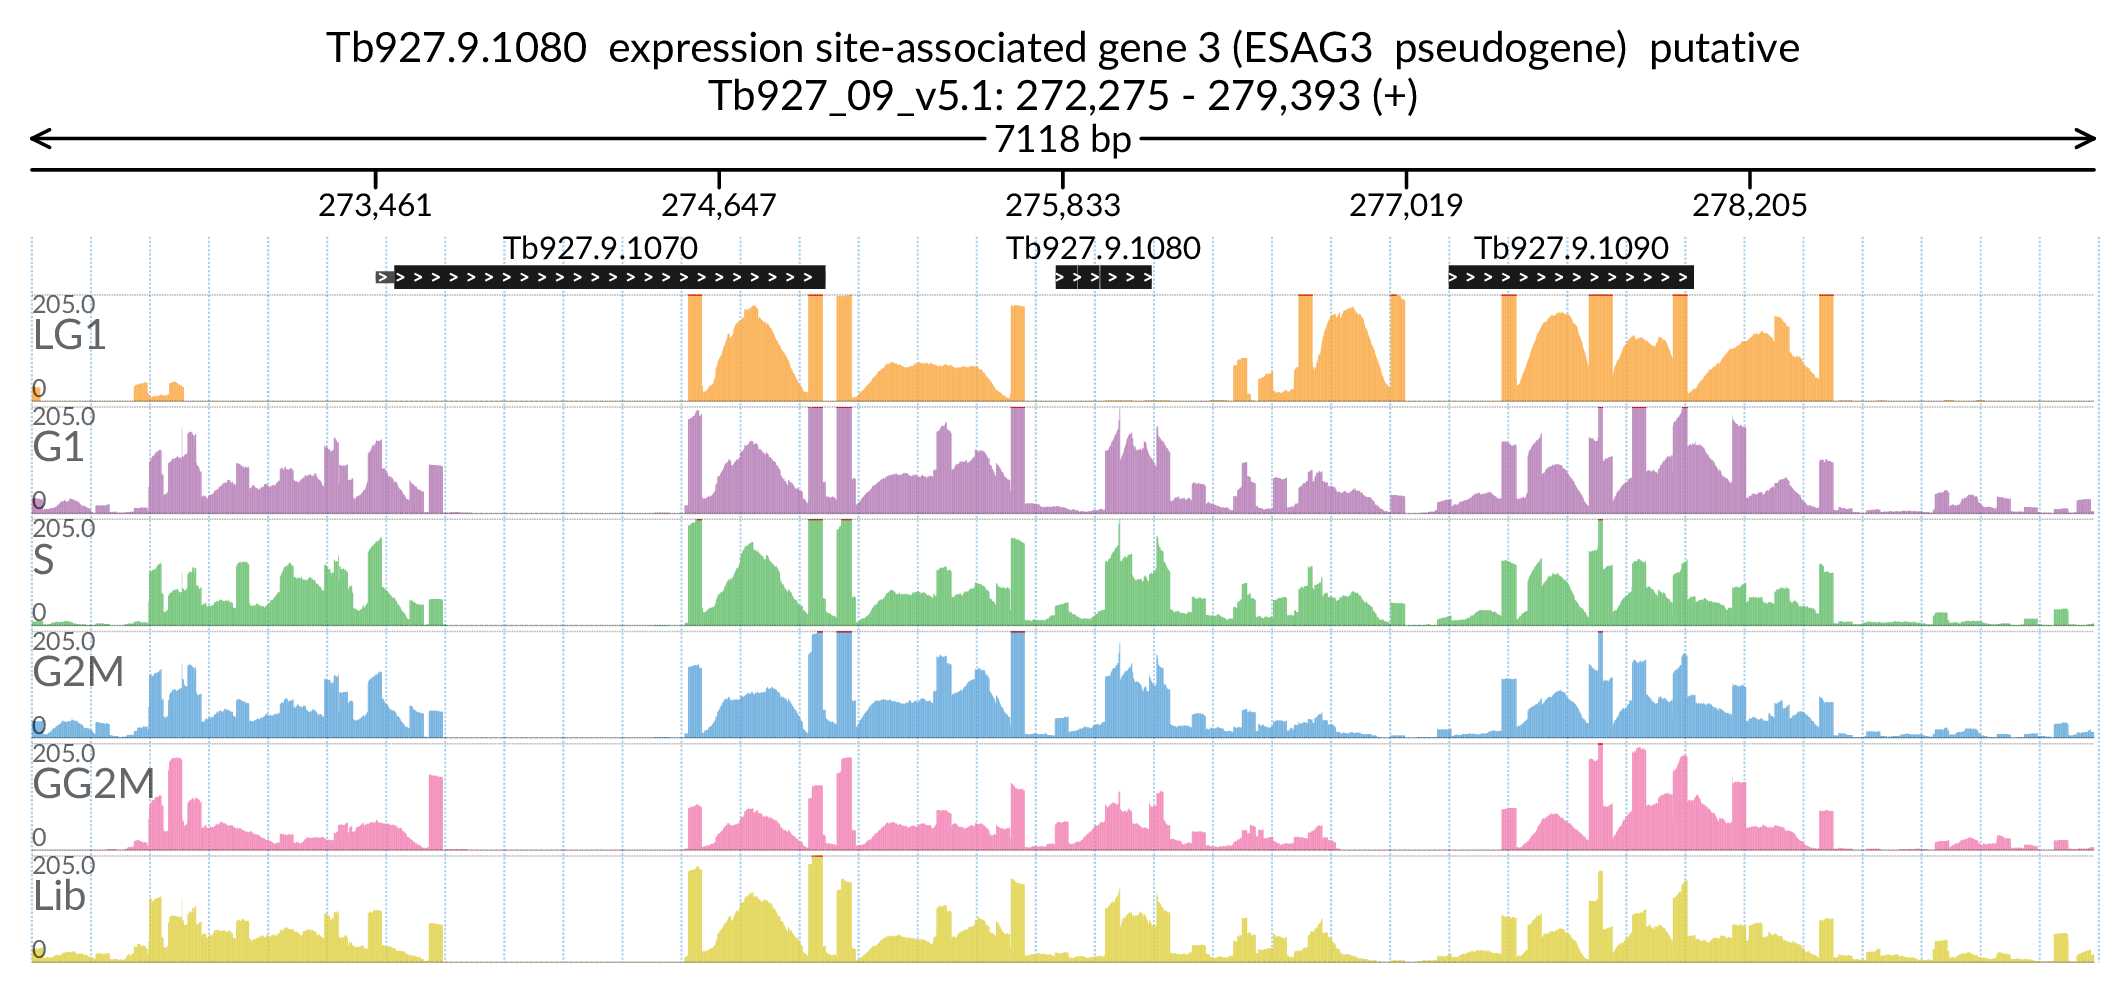 Tb927.9.1080 expression site-associated gene 3 (ESAG3 pseudogene) putative
Tb927_09_v5.1: 272,275 - 279,393 (+)
7118 bp
273,461 274,647 275,833 277,019 278,205
Tb927.9.1070 Tb927.9.1080 Tb927.9.1090
205.0
LG1
0
205.0
G1
0
205.0
S
0
205.0
G2M
0
205.0
GG2M
0
205.0
Lib
0